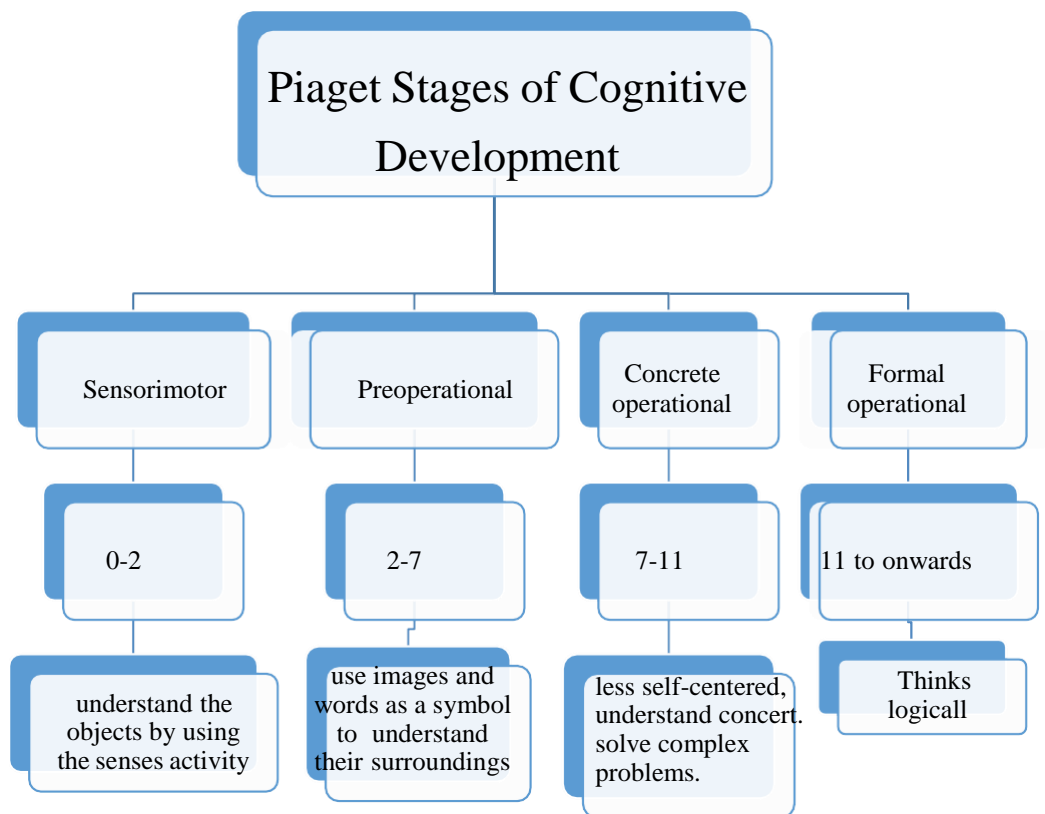 Piaget Stages of Cognitive
Development
Sensorimotor
Preoperational
Concrete
operational
Formal
operational
0-2
2-7
7-11
11 to onwards
understand the
objects by using
the senses activity
use images and
words as a symbol
to understand
their surroundings
less self-centered,
understand concert.
solve complex
problems.
Thinks
logicall